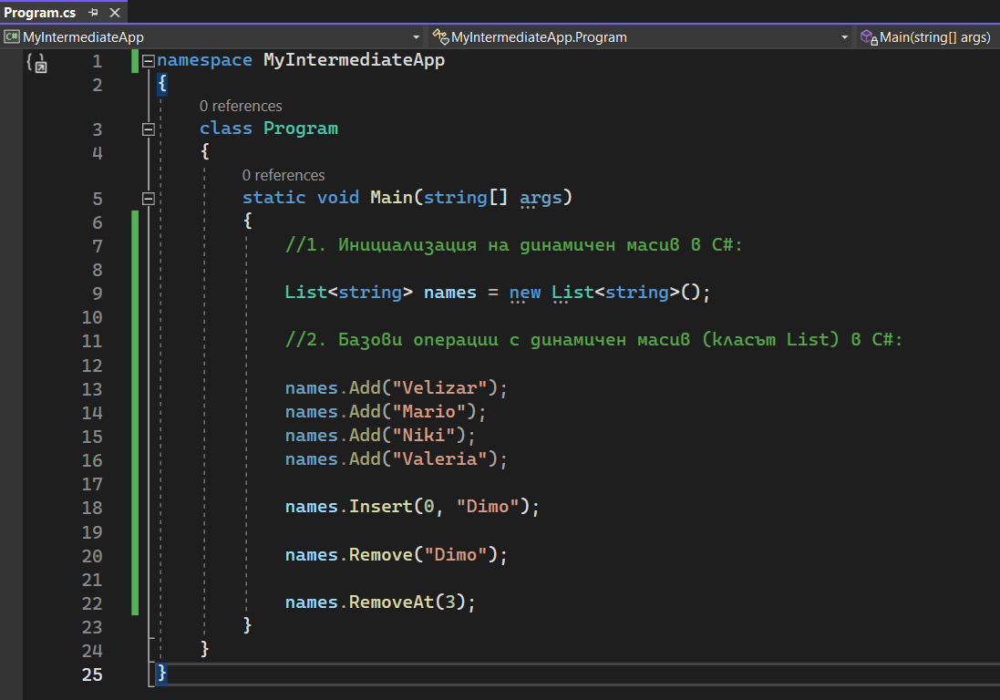 Program.cs
C# MyIntermediateApp MyIntermediateApp.Program Main(string[] args)
1 namespace MyIntermediateApp
2 {
0 references
3 class Program
4 {
0 references
5 static void Main(string[] args)
6 {
7 //1. Инициализация на динамичен масив в C#:
8
9 List<string> names = new List<string>();
10
11 //2. Базови операции с динамичен масив (класът List) в C#:
12
13 names.Add("Velizar");
14 names.Add("Mario");
15 names.Add("Niki");
16 names.Add("Valeria");
17
18 names.Insert(0, "Dimo");
19
20 names.Remove("Dimo");
21
22 names.RemoveAt(3);
23 }
24 }
25 }